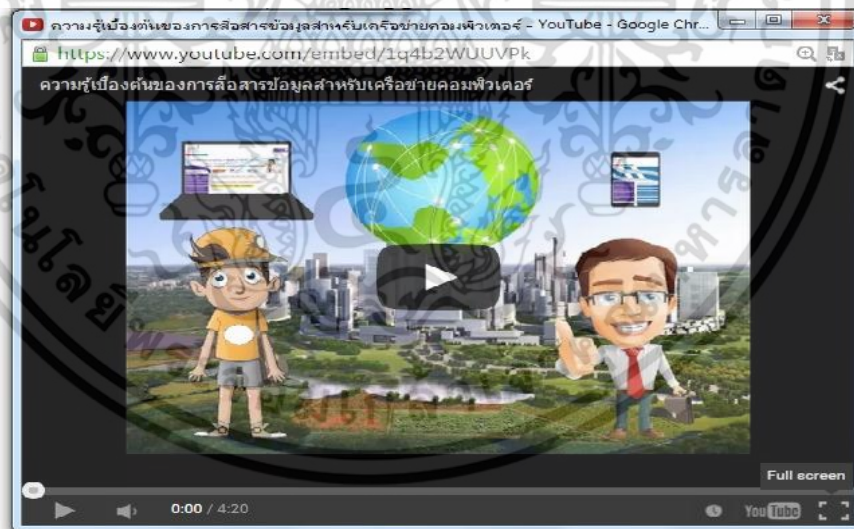 ความรู้เบื้องต้นของการสื่อสารข้อมูลสำหรับเครือข่ายคอมพิวเตอร์ - YouTube - Google Chr...
https://www.youtube.com/embed/1q4b2WUUVPk
ความรู้เบื้องต้นของการสื่อสารข้อมูลสำหรับเครือข่ายคอมพิวเตอร์
Full screen
0:00 / 4:20
YouTube